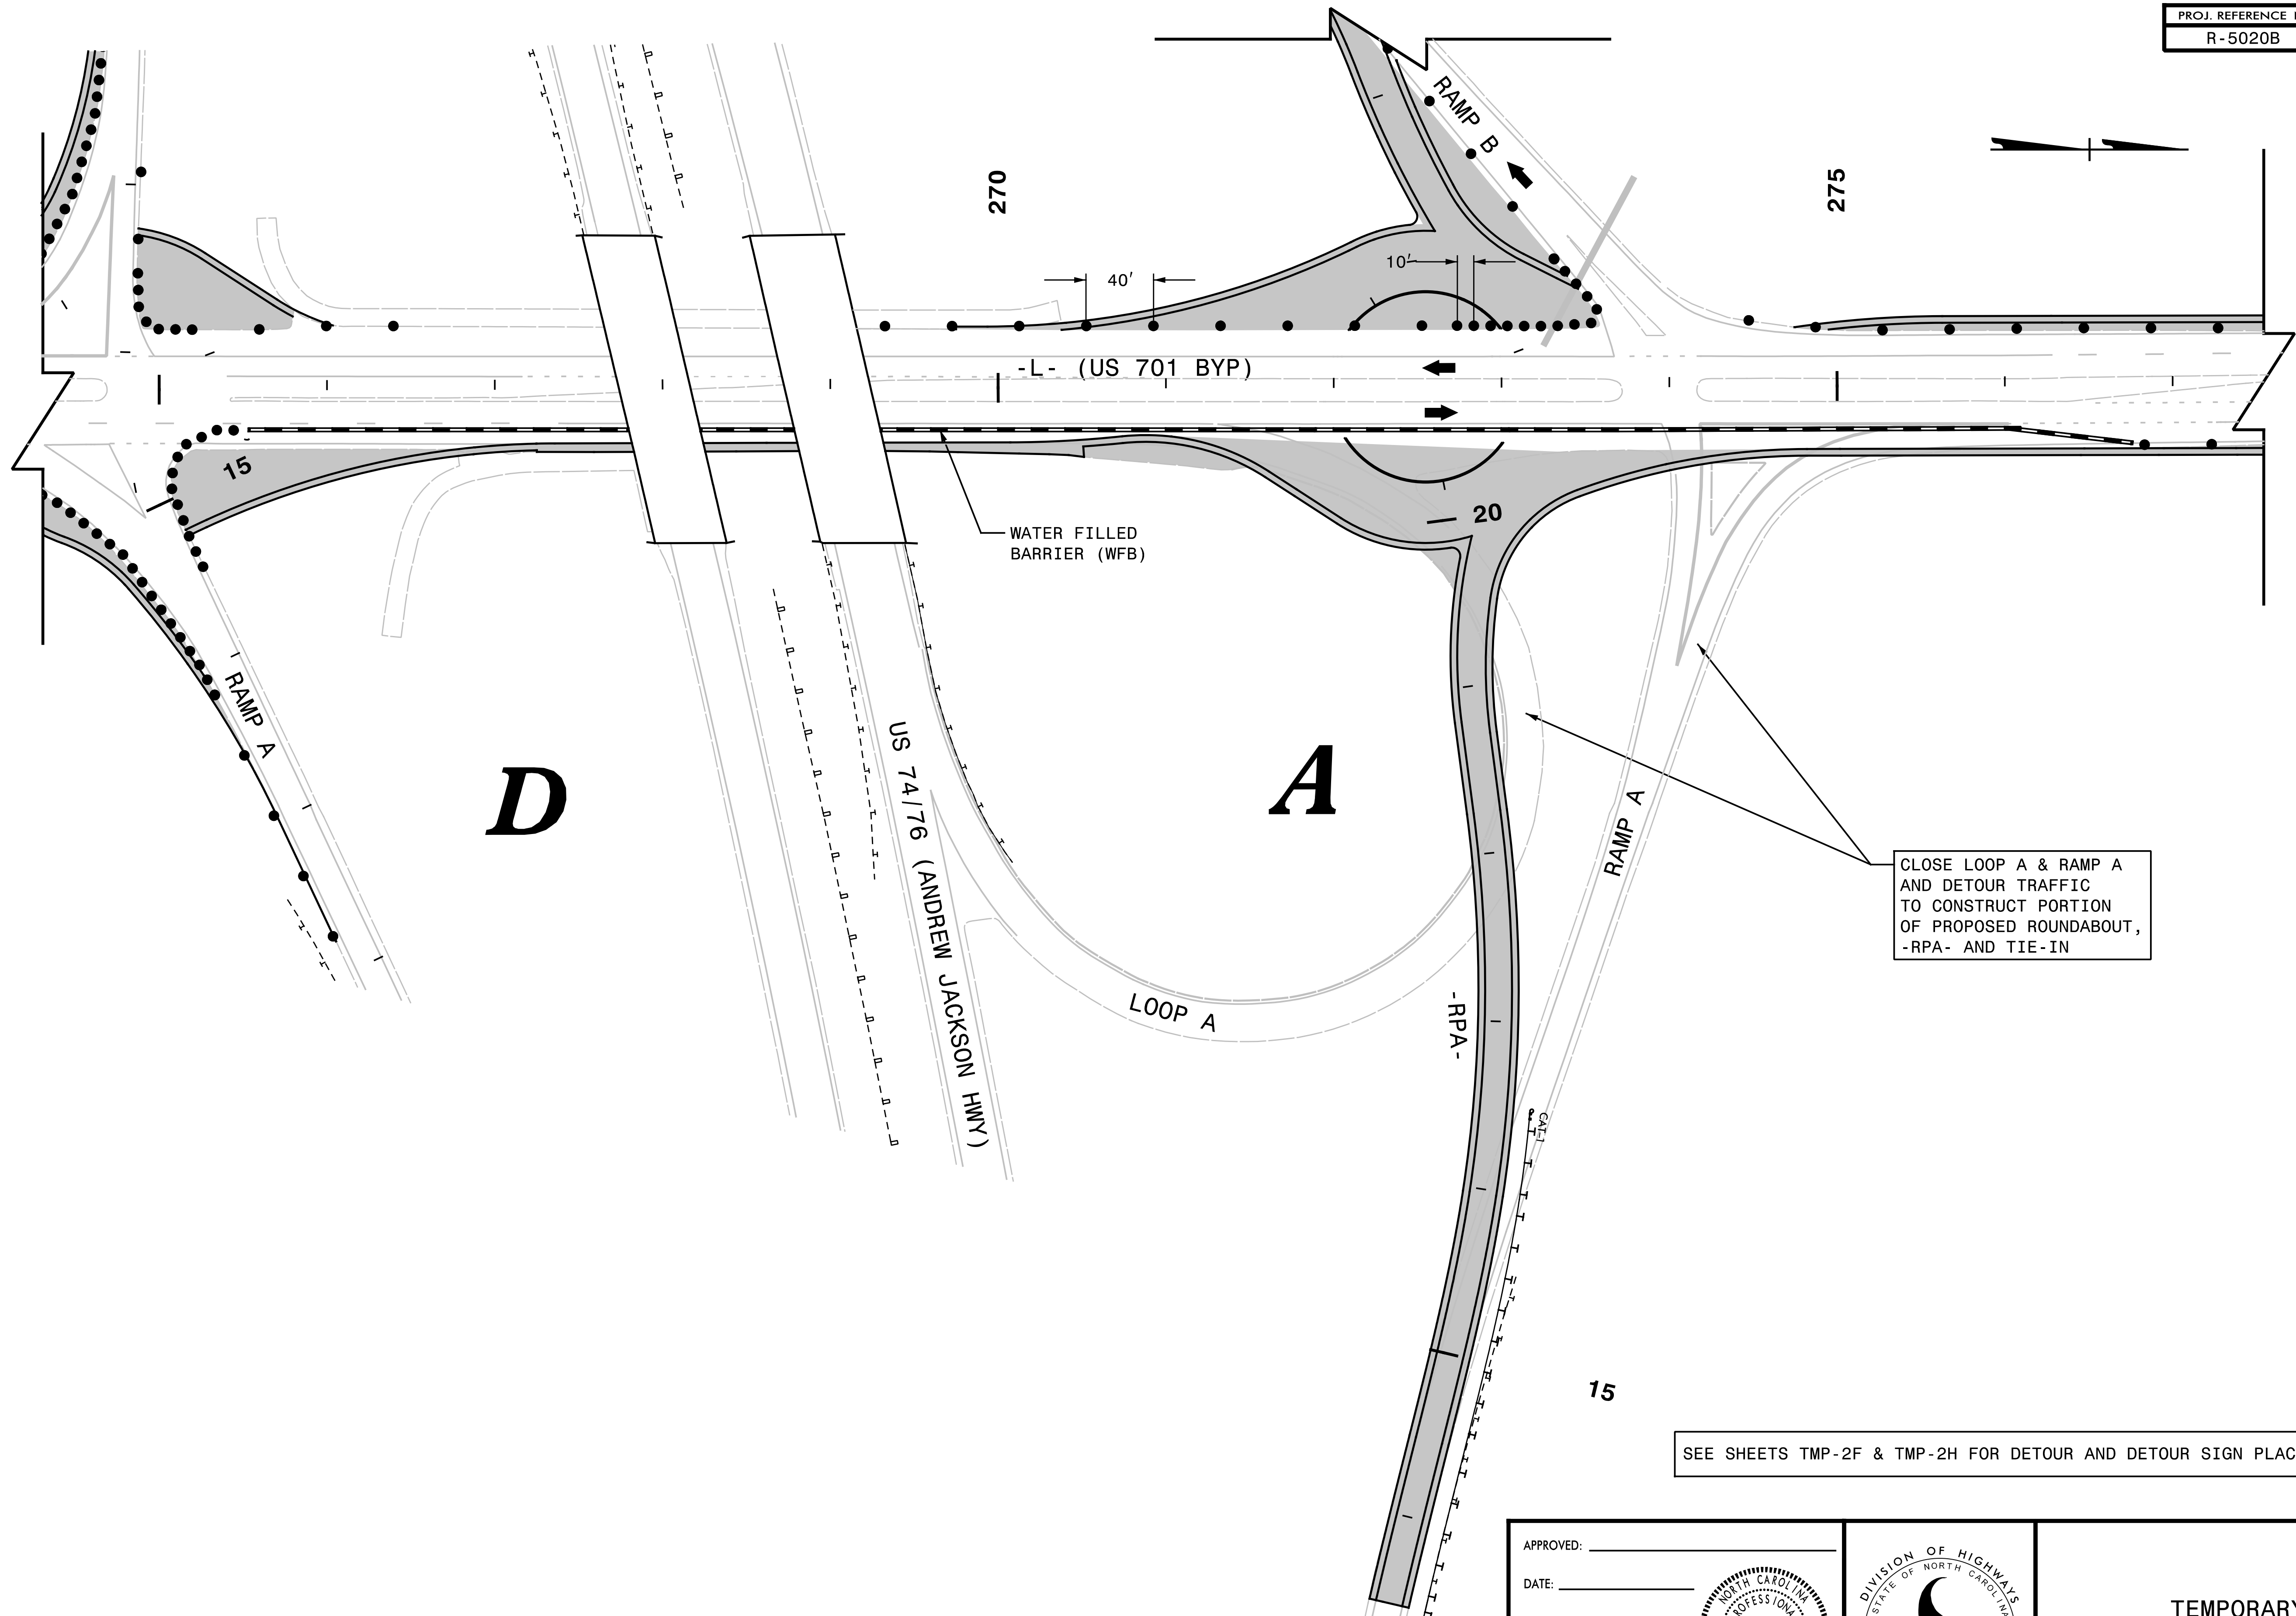 PROJ. REFERENCE
R-5020B
RAMP B
270
275
40'
10'
-L- (US 701 BYP)
15
20
WATER FILLED
BARRIER (WFB)
RAMP A
D
US 74/76 (ANDREW JACKSON HWY)
A
RAMP A
CLOSE LOOP A & RAMP A
AND DETOUR TRAFFIC
TO CONSTRUCT PORTION
OF PROPOSED ROUNDABOUT,
-RPA- AND TIE-IN
LOOP A
-RPA-
CAT-1
15
SEE SHEETS TMP-2F & TMP-2H FOR DETOUR AND DETOUR SIGN PLAC
APPROVED:
DATE:
NORTH CAROLINA
PROFESSIONA
DIVISION OF HIGHWAYS
STATE OF NORTH CAROLINA
TEMPORARY